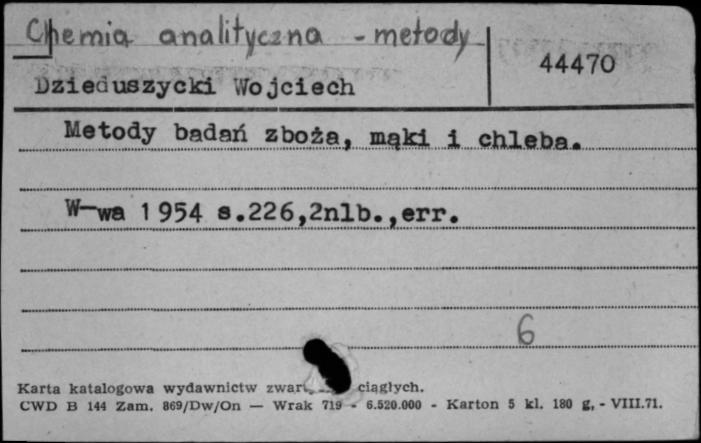 Chemia analityczna - metody
44470
Dzieduszycki Wojciech
Metody badań zboża, mąki i chleba.
W-wa 1954 s.226,2nlb.,err.
6
Karta katalogowa wydawnictw ciągłych.
CWD B 144 Zam. 869/Dw/On — Wrak 719 - 6.520.000 - Karton 5 kl. 180 g, - VIII.71.